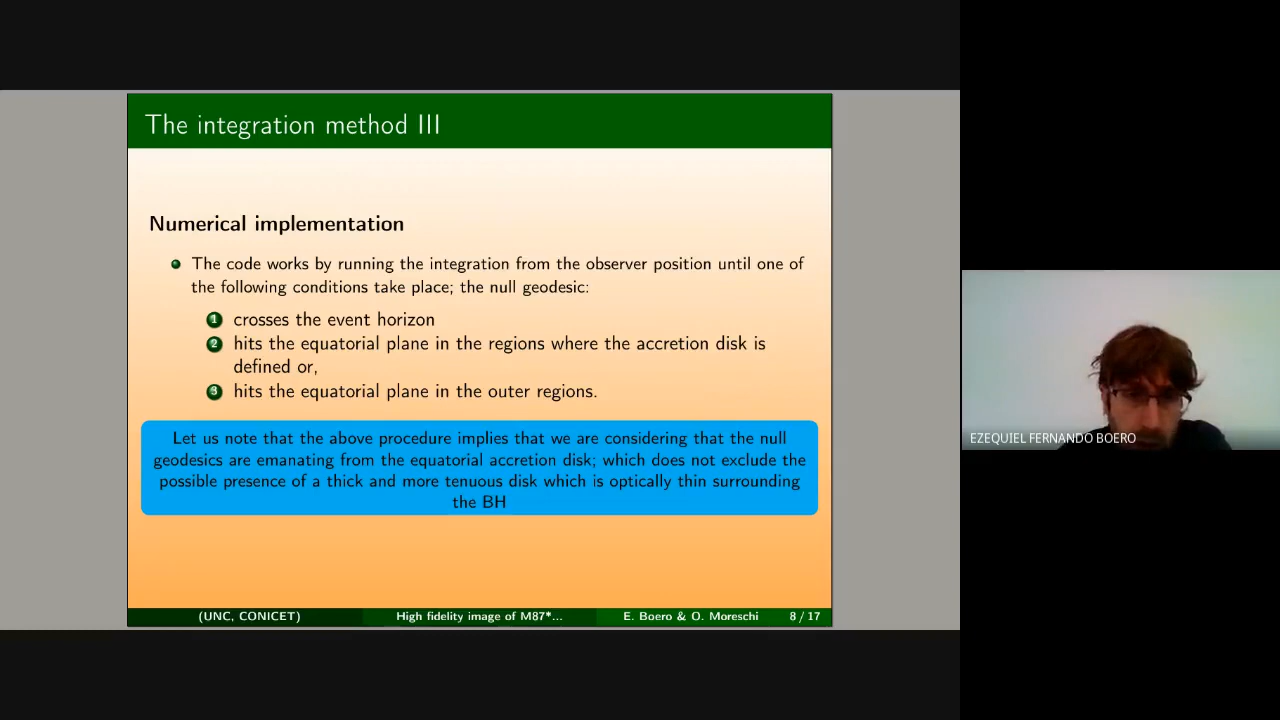 The integration method III
Numerical implementation
The code works by running the integration from the observer position until one of
the following conditions take place; the null geodesic:
1 crosses the event horizon
2 hits the equatorial plane in the regions where the accretion disk is
defined or,
3 hits the equatorial plane in the outer regions.
Let us note that the above procedure implies that we are considering that the null
geodesics are emanating from the equatorial accretion disk; which does not exclude the
possible presence of a thick and more tenuous disk which is optically thin surrounding
the BH
(UNC, CONICET) High fidelity image of M87*... E. Boero & O. Moreschi 8 / 17
EZEQUIEL FERNANDO BOERO